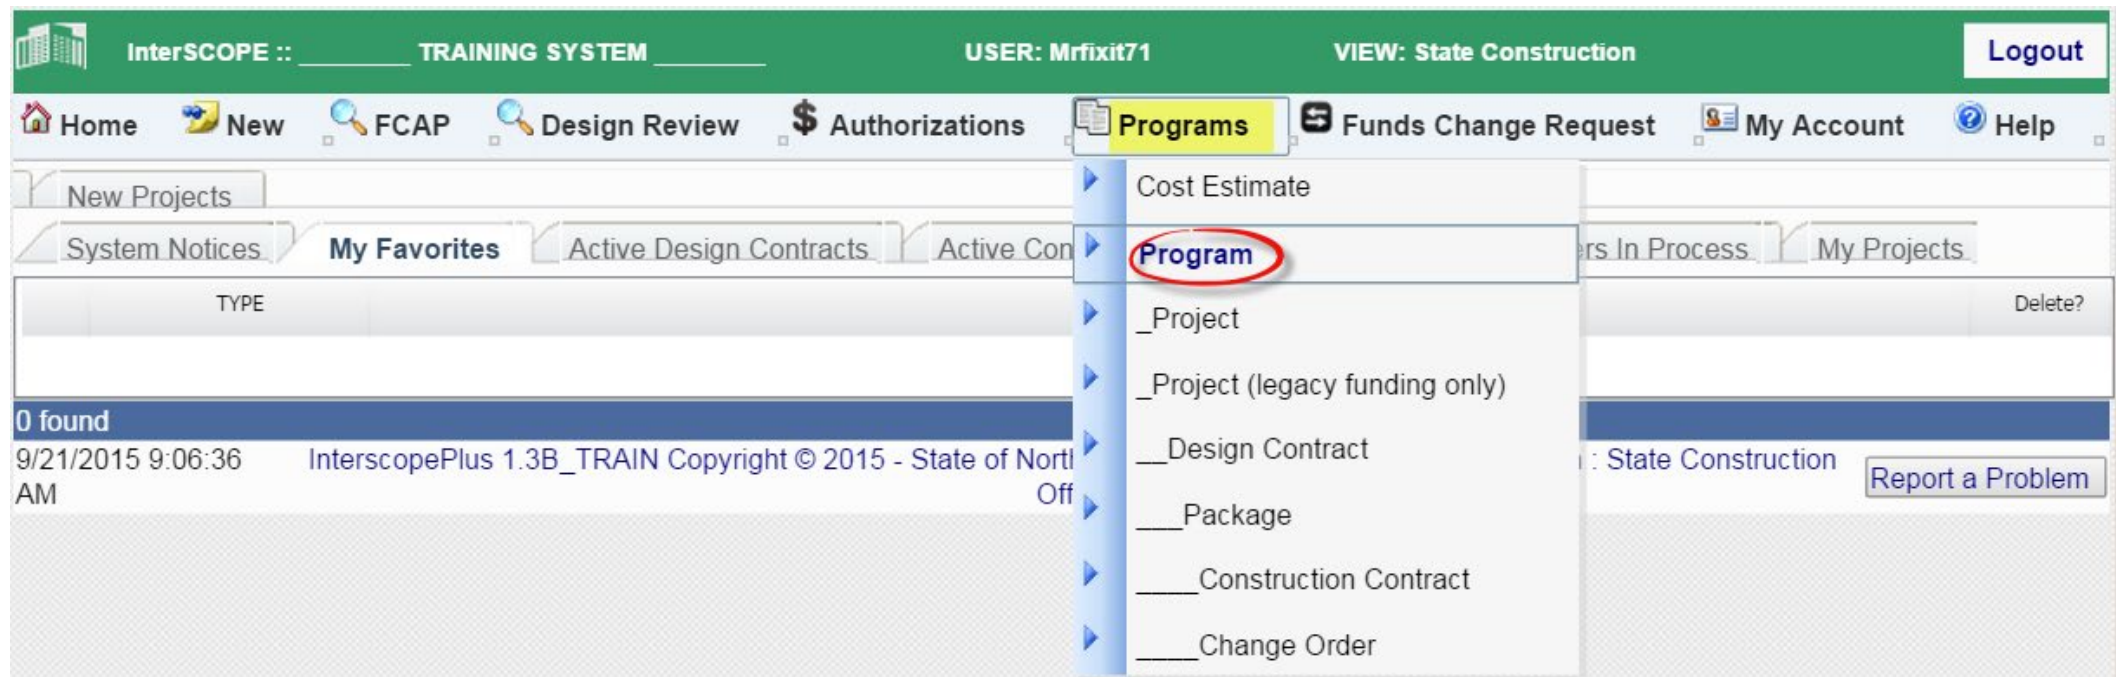 InterSCOPE :: ________ TRAINING SYSTEM ________ USER: Mrfixit71 VIEW: State Construction Logout
Home New FCAP Design Review $ Authorizations Programs Funds Change Request My Account Help
New Projects
System Notices My Favorites Active Design Contracts Active Con rs In Process My Projects
TYPE Delete?
0 found
9/21/2015 9:06:36 AM
InterscopePlus 1.3B_TRAIN Copyright © 2015 - State of Nort : State Construction
Off
Report a Problem
Cost Estimate
Program
_Project
_Project (legacy funding only)
__Design Contract
___Package
____Construction Contract
____Change Order